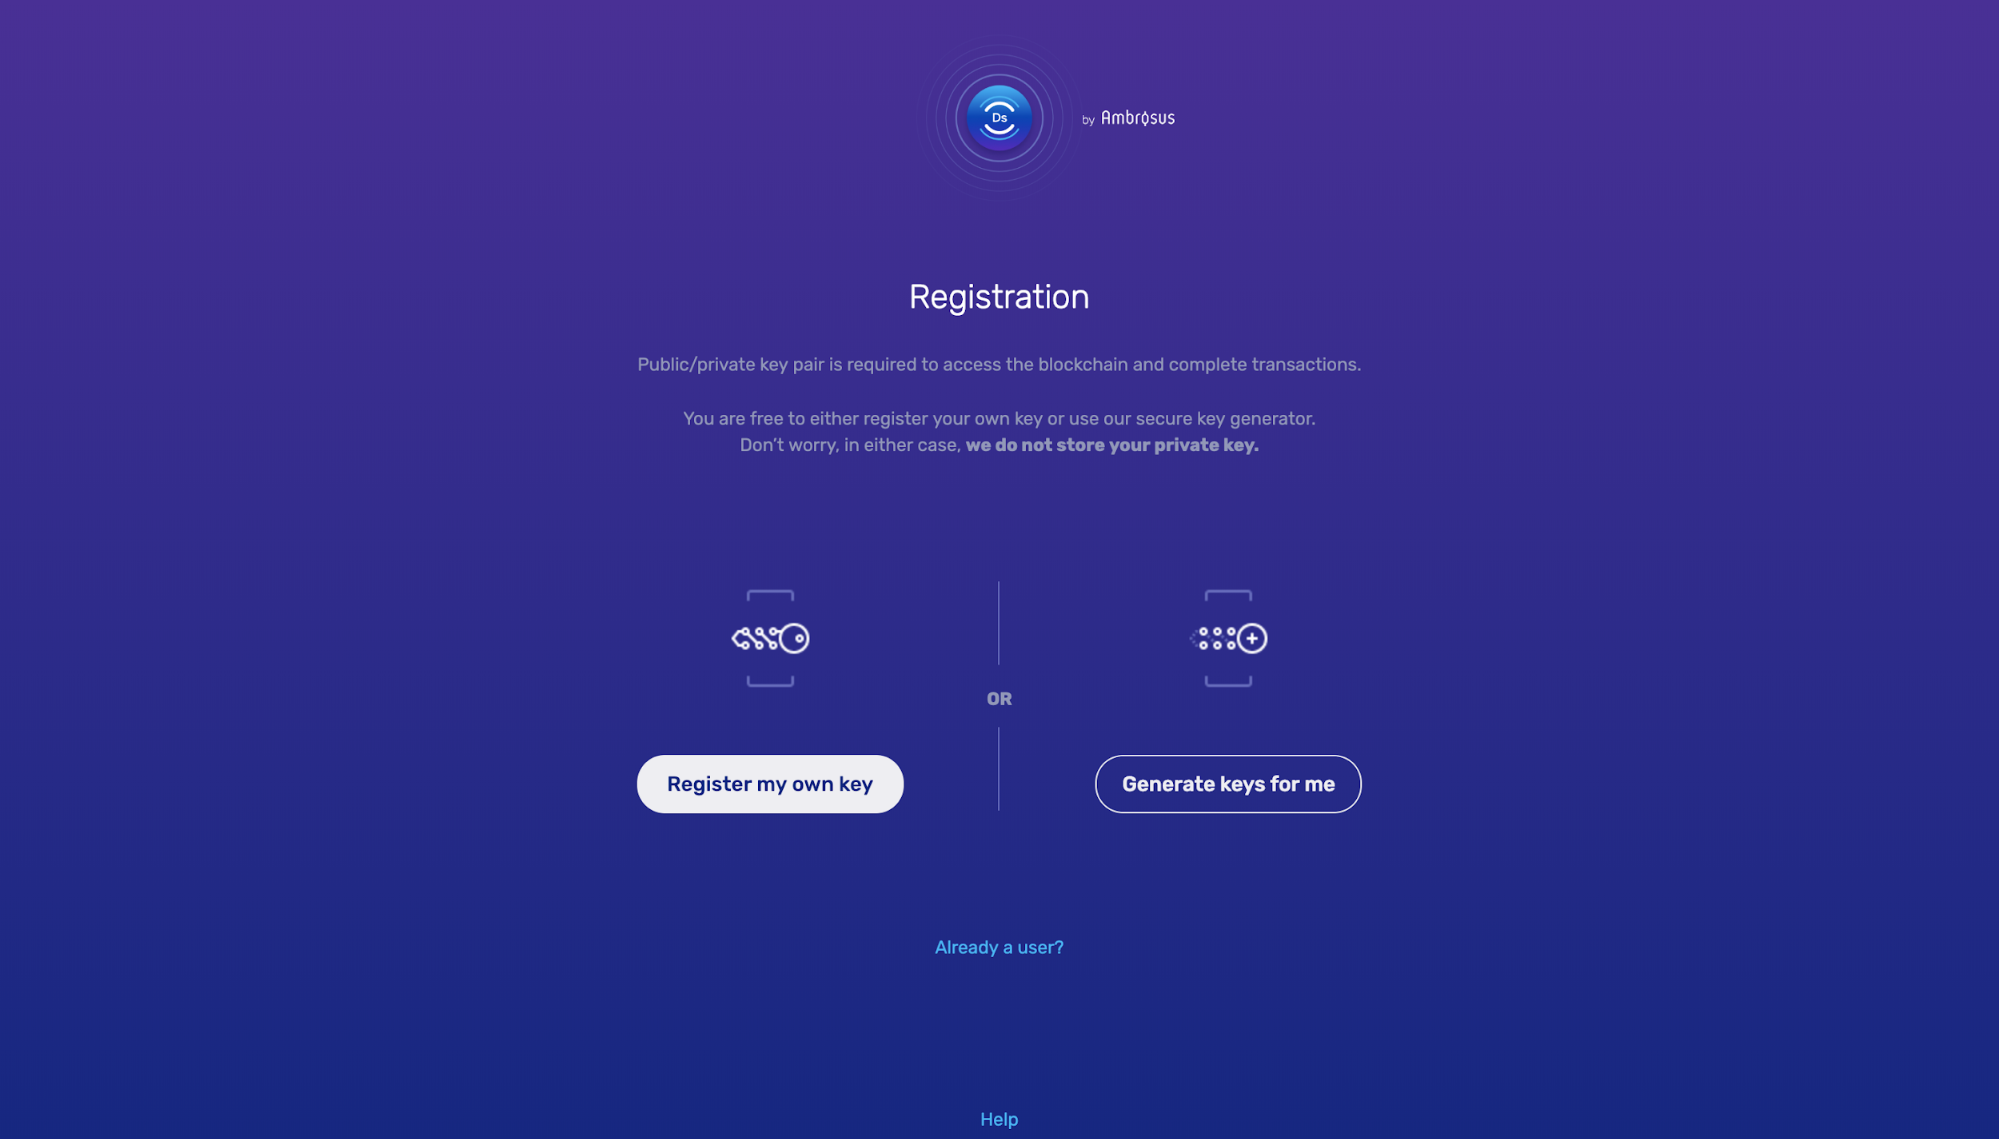 Ds
by Ambrosus
Registration
Public/private key pair is required to access the blockchain and complete transactions.
You are free to either register your own key or use our secure key generator.
Don’t worry, in either case, we do not store your private key.
OR
Register my own key
Generate keys for me
Already a user?
Help